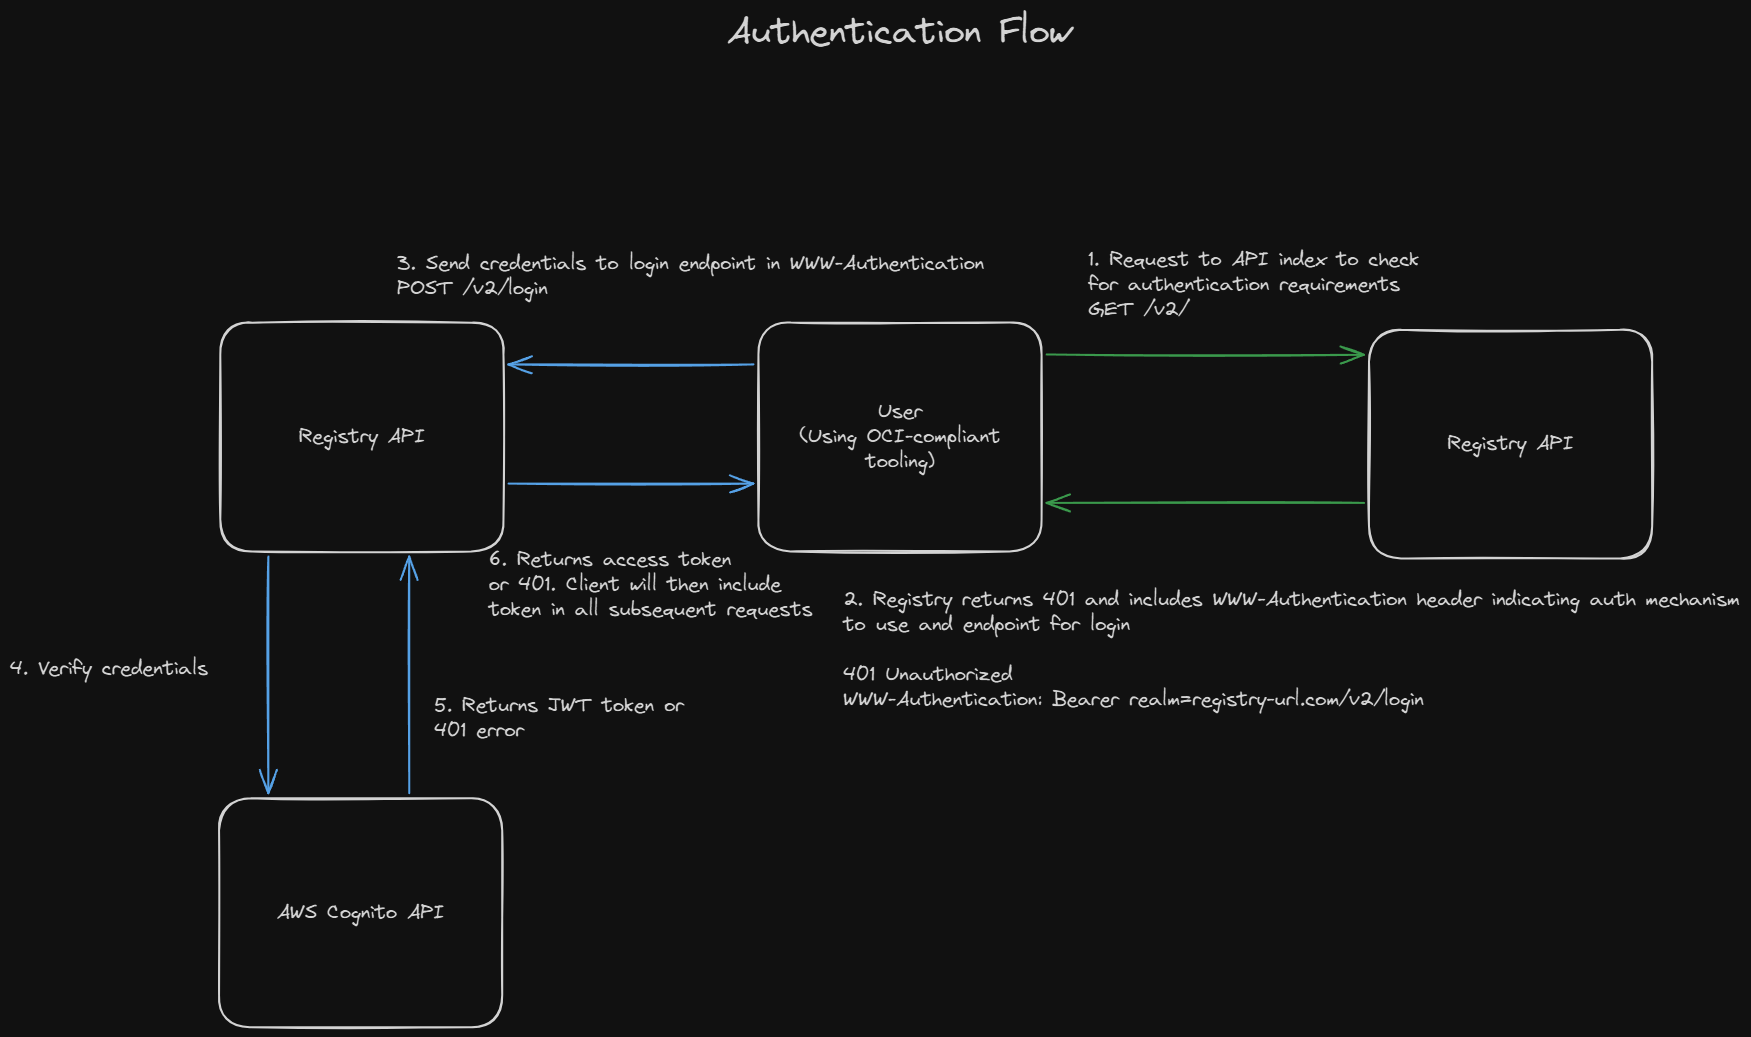 Authentication Flow
3. Send credentials to login endpoint in WWW-Authentication
POST /v2/login
1. Request to API index to check
for authentication requirements
GET /v2/
Registry API
User
(Using OCI-compliant
tooling)
Registry API
6. Returns access token
or 401. Client will then include
token in all subsequent requests
2. Registry returns 401 and includes WWW-Authentication header indicating auth mechanism
to use and endpoint for login
401 Unauthorized
WWW-Authentication: Bearer realm=registry-url.com/v2/login
4. Verify credentials
5. Returns JWT token or
401 error
AWS Cognito API